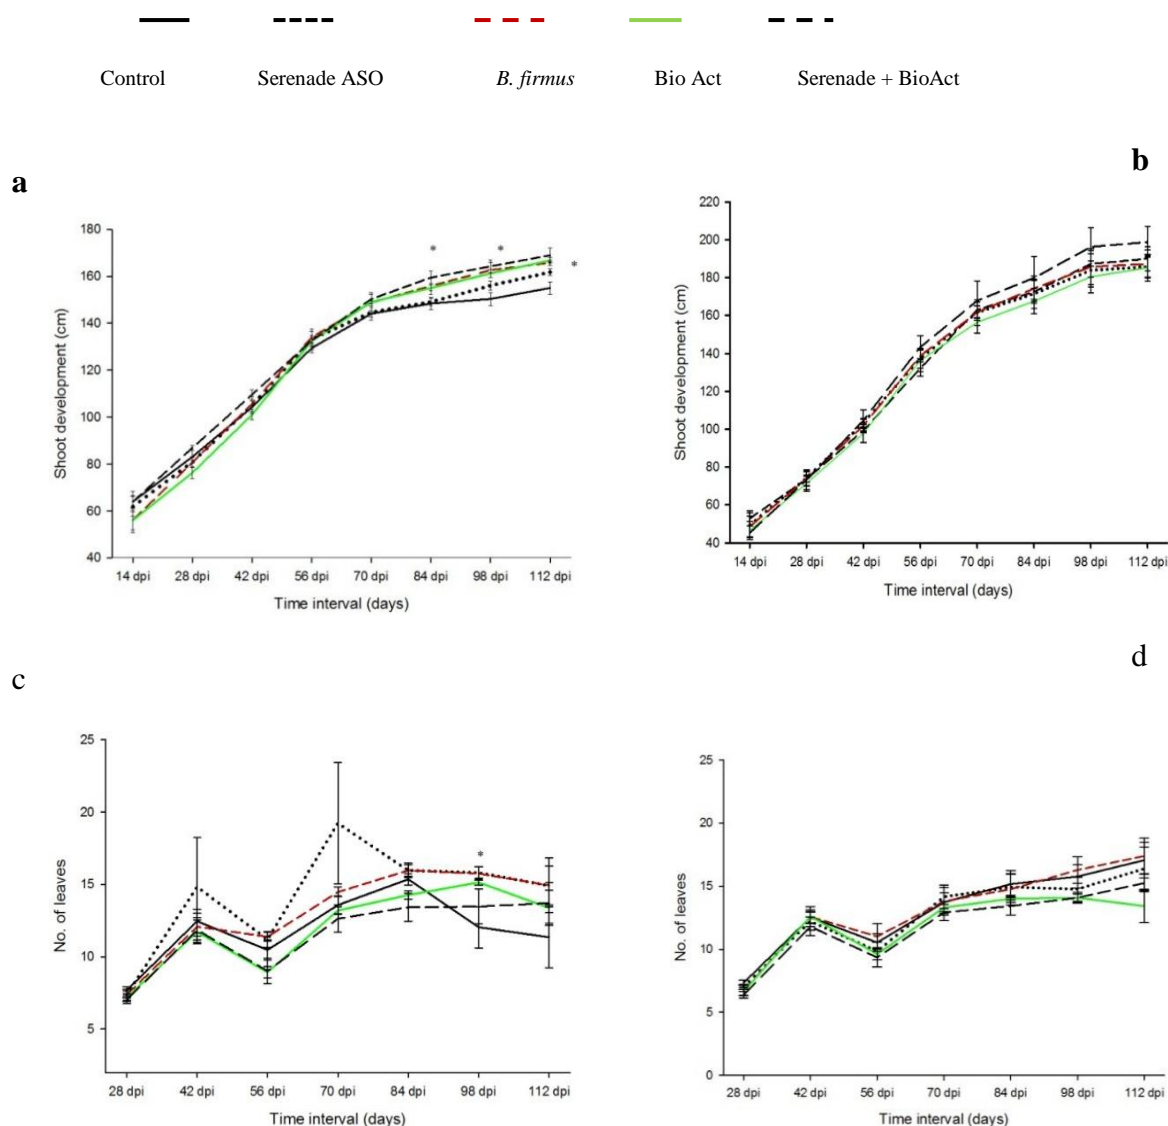 Control Serenade ASO B. firmus Bio Act Serenade + BioAct
a
180
160
140
120
100
80
60
40
Shoot development (cm)
*
*
*
14 dpi 28 dpi 42 dpi 56 dpi 70 dpi 84 dpi 98 dpi 112 dpi
Time interval (days)
b
220
200
180
160
140
120
100
80
60
40
Shoot development (cm)
14 dpi 28 dpi 42 dpi 56 dpi 70 dpi 84 dpi 98 dpi 112 dpi
Time interval (days)
c
25
20
15
10
5
No. of leaves
*
28 dpi 42 dpi 56 dpi 70 dpi 84 dpi 98 dpi 112 dpi
Time interval (days)
d
25
20
15
10
5
0
No. of leaves
28 dpi 42 dpi 56 dpi 70 dpi 84 dpi 98 dpi 112 dpi
Time interval (days)